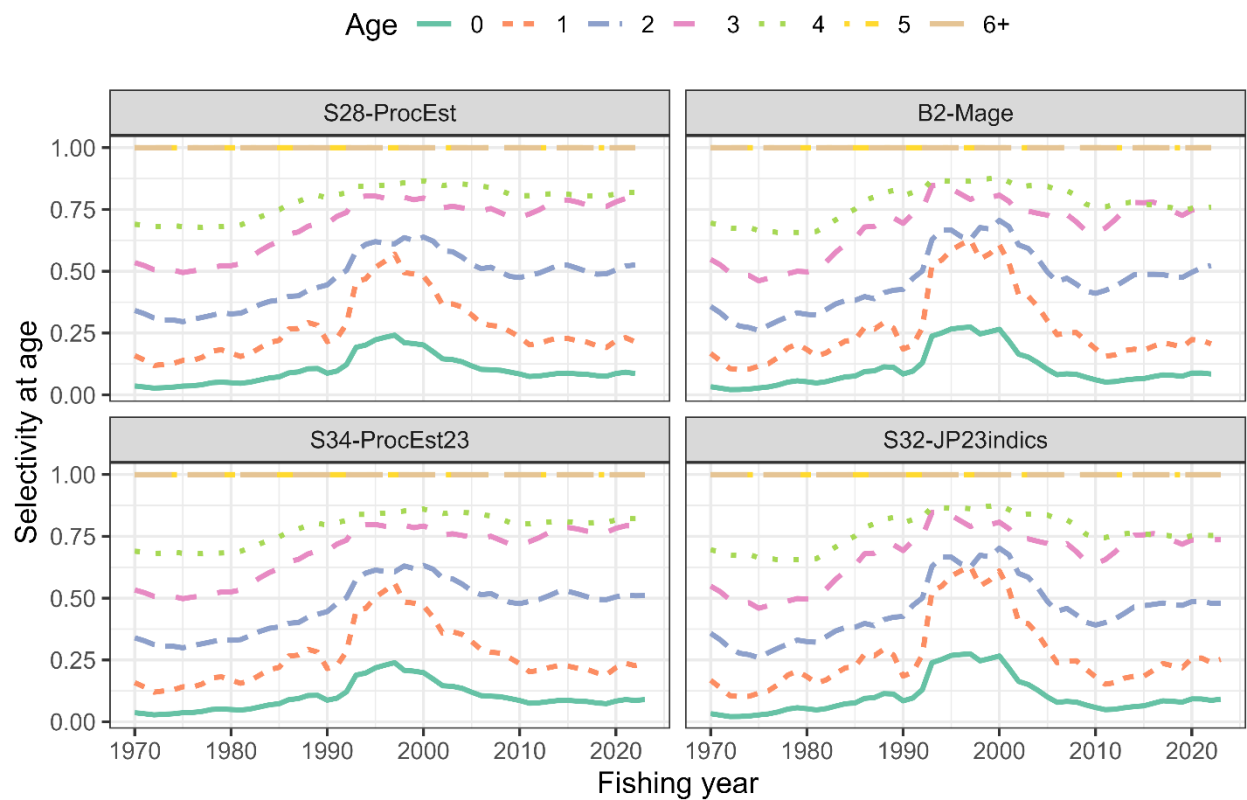 Age 0 1 2 3 4 5 6+
S28-ProcEst B2-Mage
1.00
0.75
0.50
0.25
0.00
Selectivity at age
S34-ProcEst23 S32-JP23indics
1.00
0.75
0.50
0.25
0.00
1970 1980 1990 2000 2010 2020 1970 1980 1990 2000 2010 2020
Fishing year